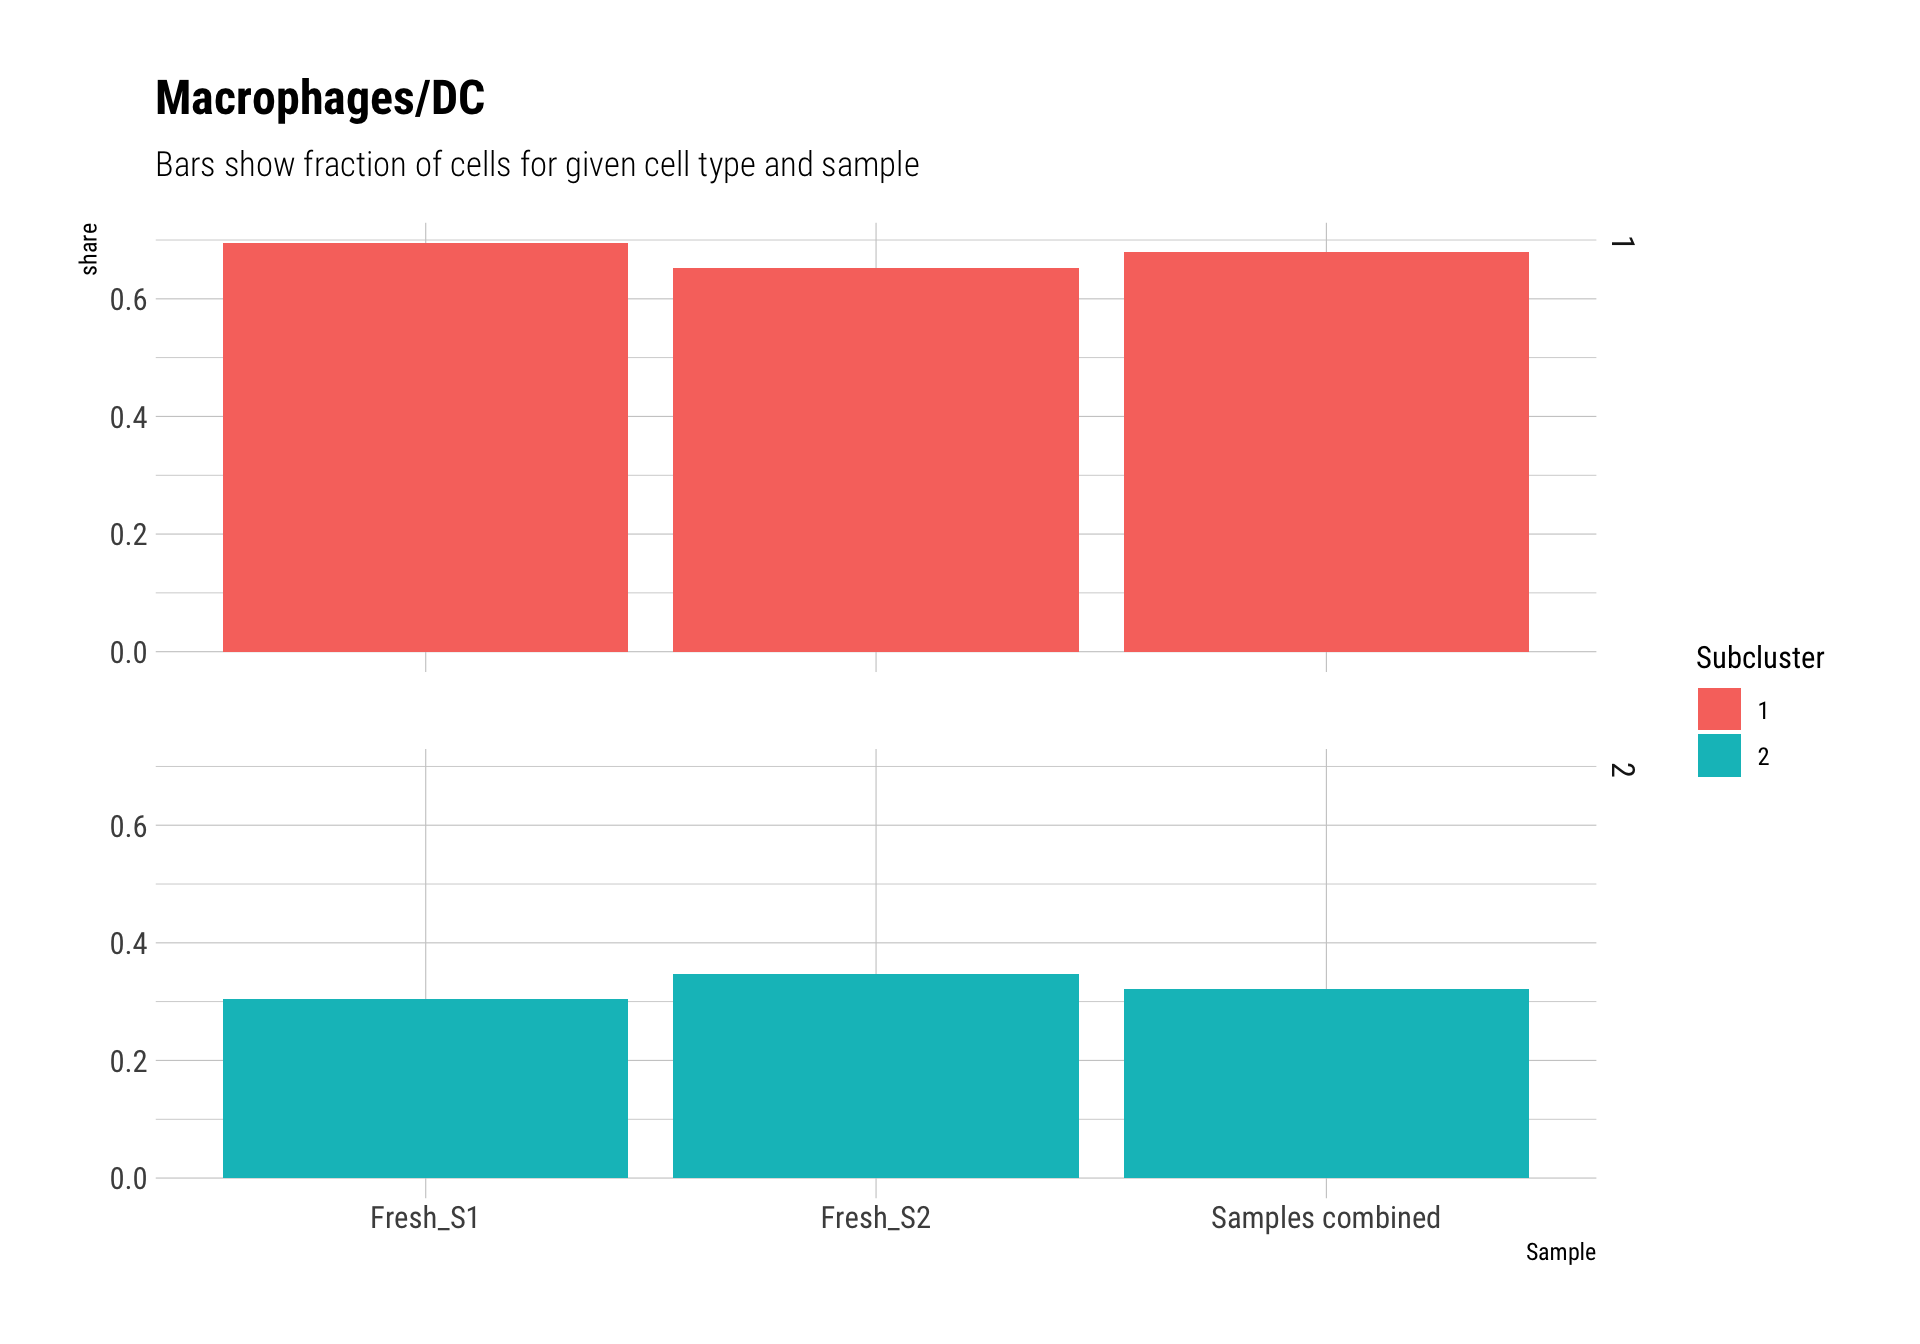 Macrophages/DC
Bars show fraction of cells for given cell type and sample
share
1
0.6
0.4
0.2
0.0
2
0.6
0.4
0.2
0.0
Fresh_S1
Fresh_S2
Samples combined
Sample
Subcluster
1
2